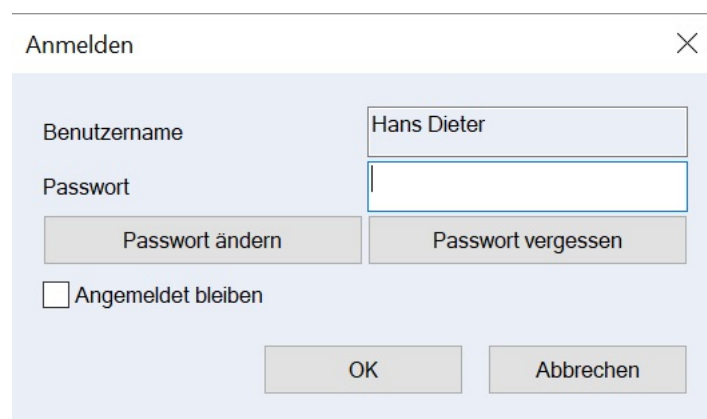 Anmelden
Benutzername Hans Dieter
Passwort
Passwort ändern Passwort vergessen
Angemeldet bleiben
OK Abbrechen